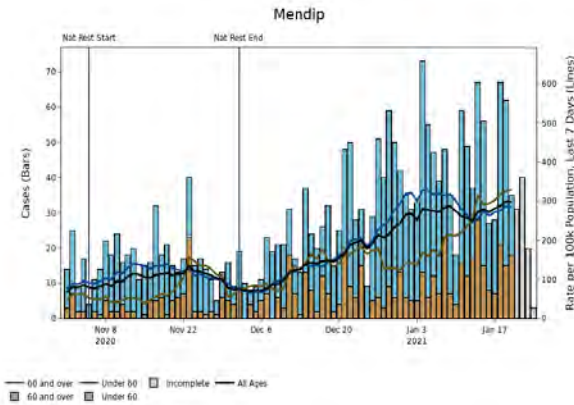 Mendip
Nat Rest Start
Nat Rest End
Cases (Bars)
70
60
50
40
30
20
10
0
Rate per 100k Population, Last 7 Days (Lines)
600
500
400
300
200
100
0
Nov 8
2020
Nov 22
Dec 6
Dec 20
Jan 3
2021
Jan 17
60 and over
Under 60
Incomplete
All Ages
60 and over
Under 60